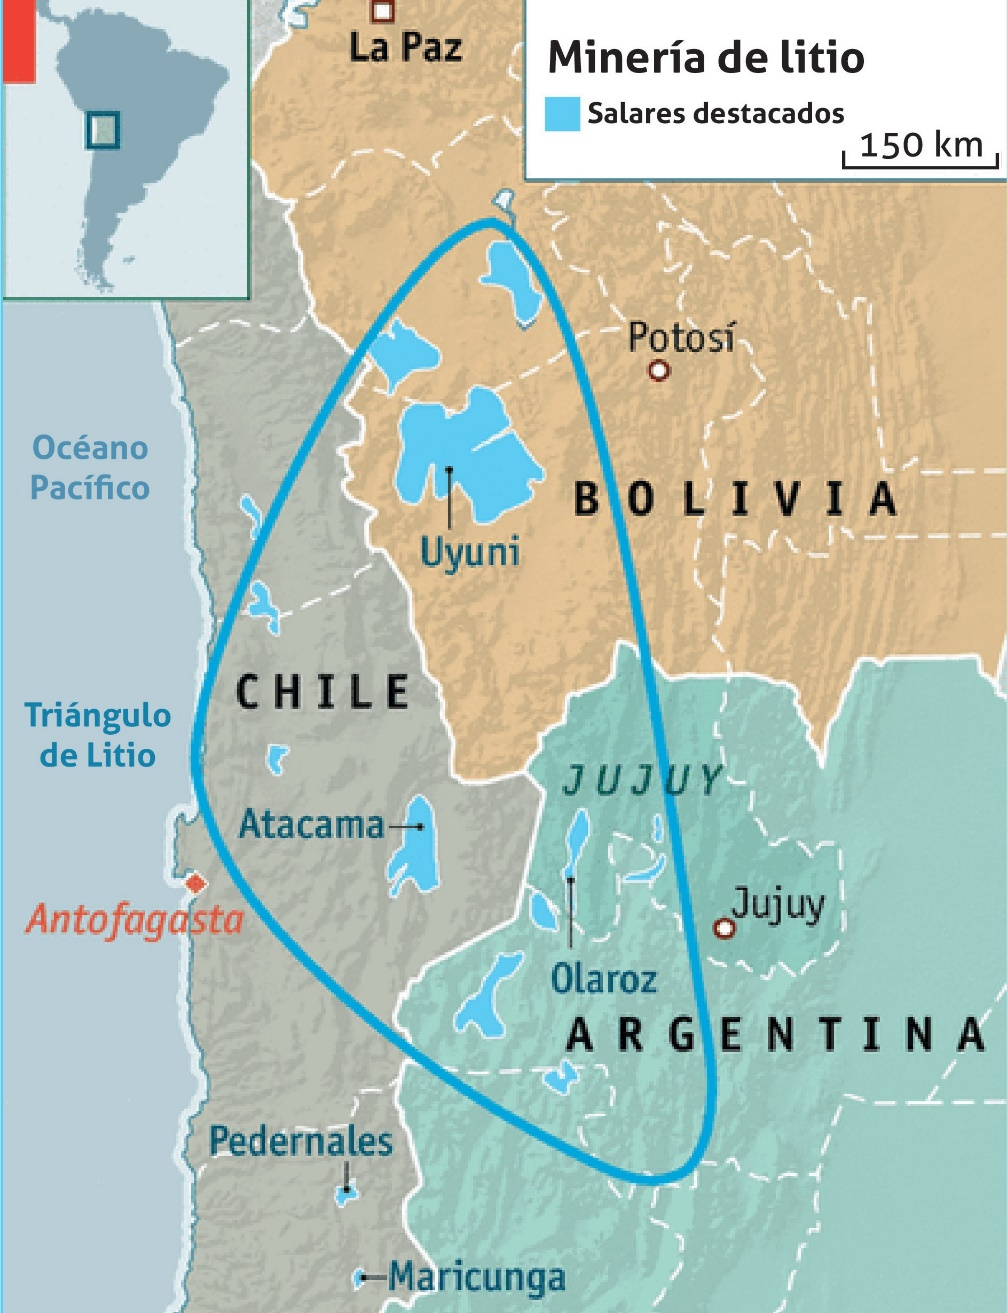 La Paz
Minería de litio
Salares destacados
150 km
Potosí
Océano
Pacífico
BOLIVIA
Uyuni
CHILE
Triángulo
de Litio
JUJUY
Atacama
Antofagasta
Jujuy
Olaroz
ARGENTINA
Pedernales
Maricunga